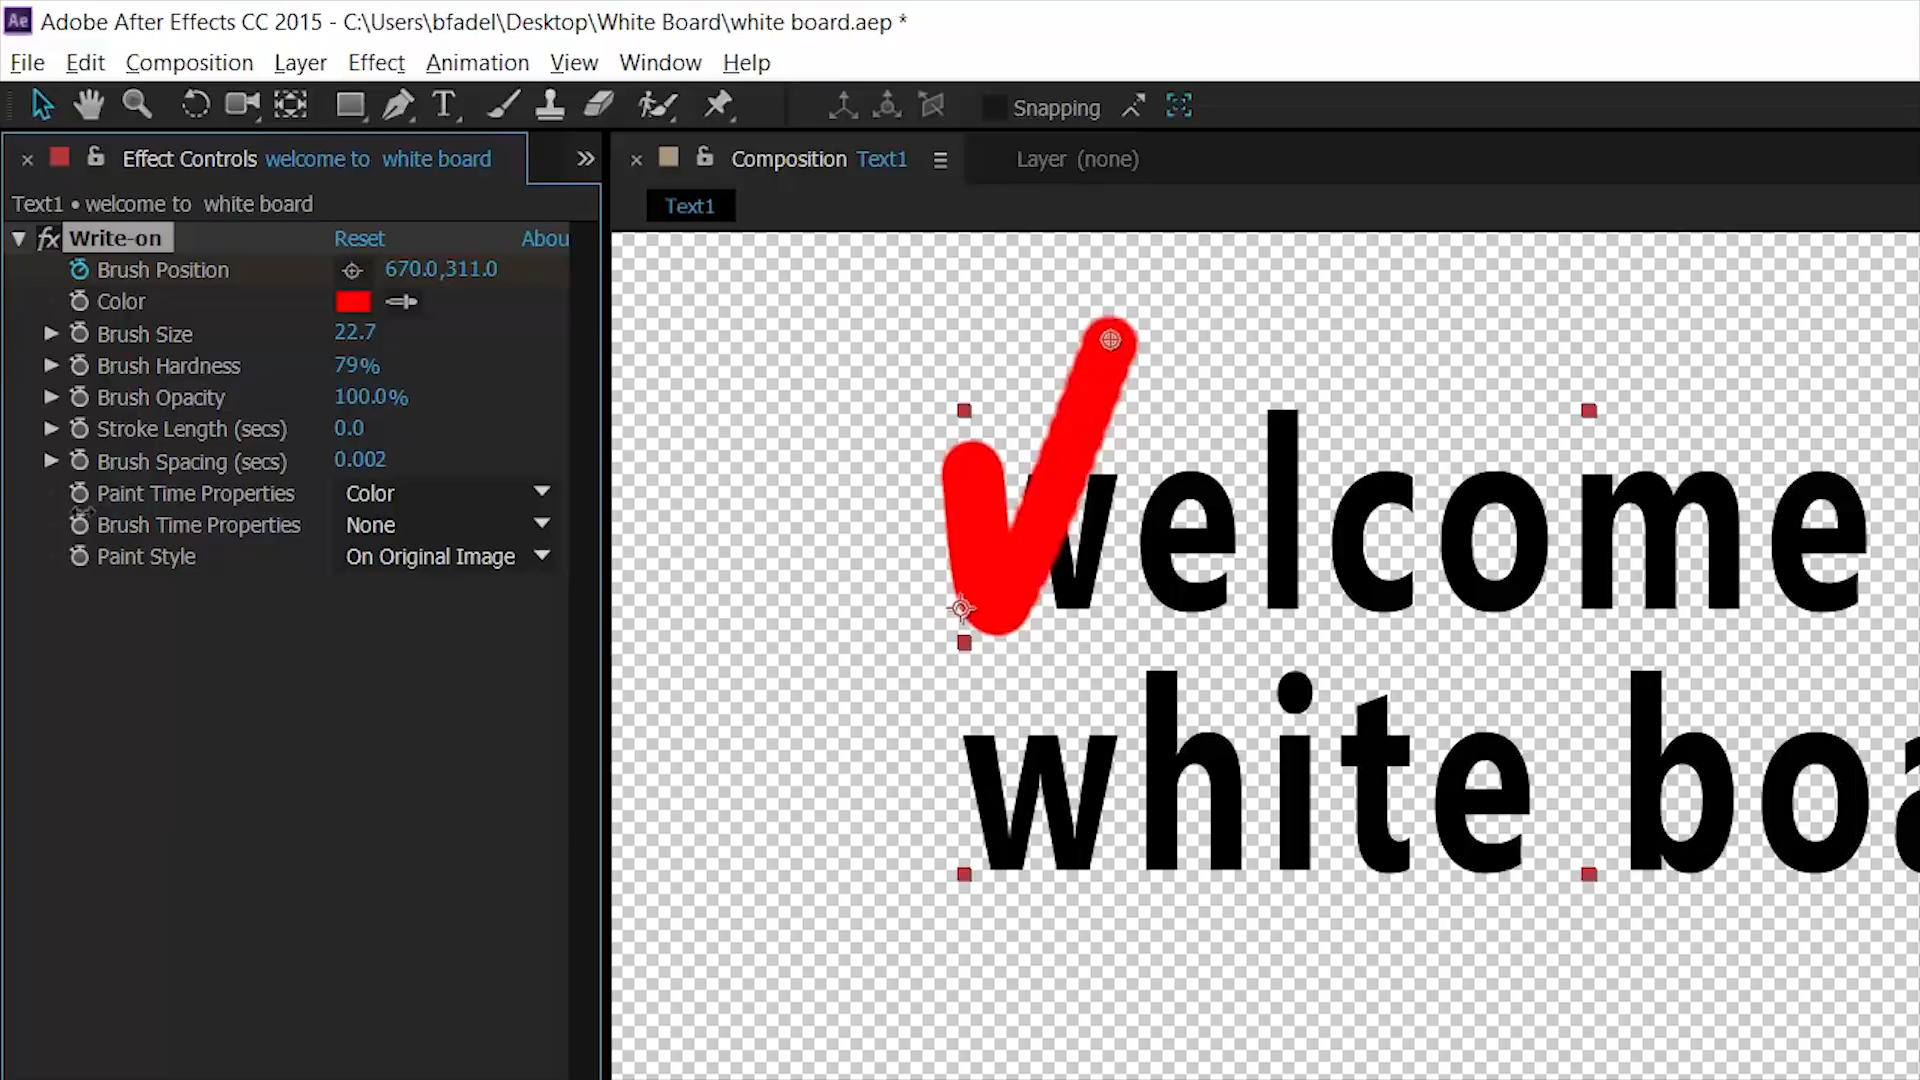 Ae Adobe After Effects CC 2015 - C:\Users\bfadel\Desktop\White Board\white board.aep *
File Edit Composition Layer Effect Animation View Window Help
T Snapping
× Effect Controls welcome to white board » × Composition Text1 Layer (none)
Text1 • welcome to white board
Text1
fx Write-on Reset Abou
Brush Position 670.0,311.0
Color
Brush Size 22.7
Brush Hardness 79%
Brush Opacity 100.0%
Stroke Length (secs) 0.0
Brush Spacing (secs) 0.002
Paint Time Properties Color
Brush Time Properties None
Paint Style On Original Image
welcome
white boa